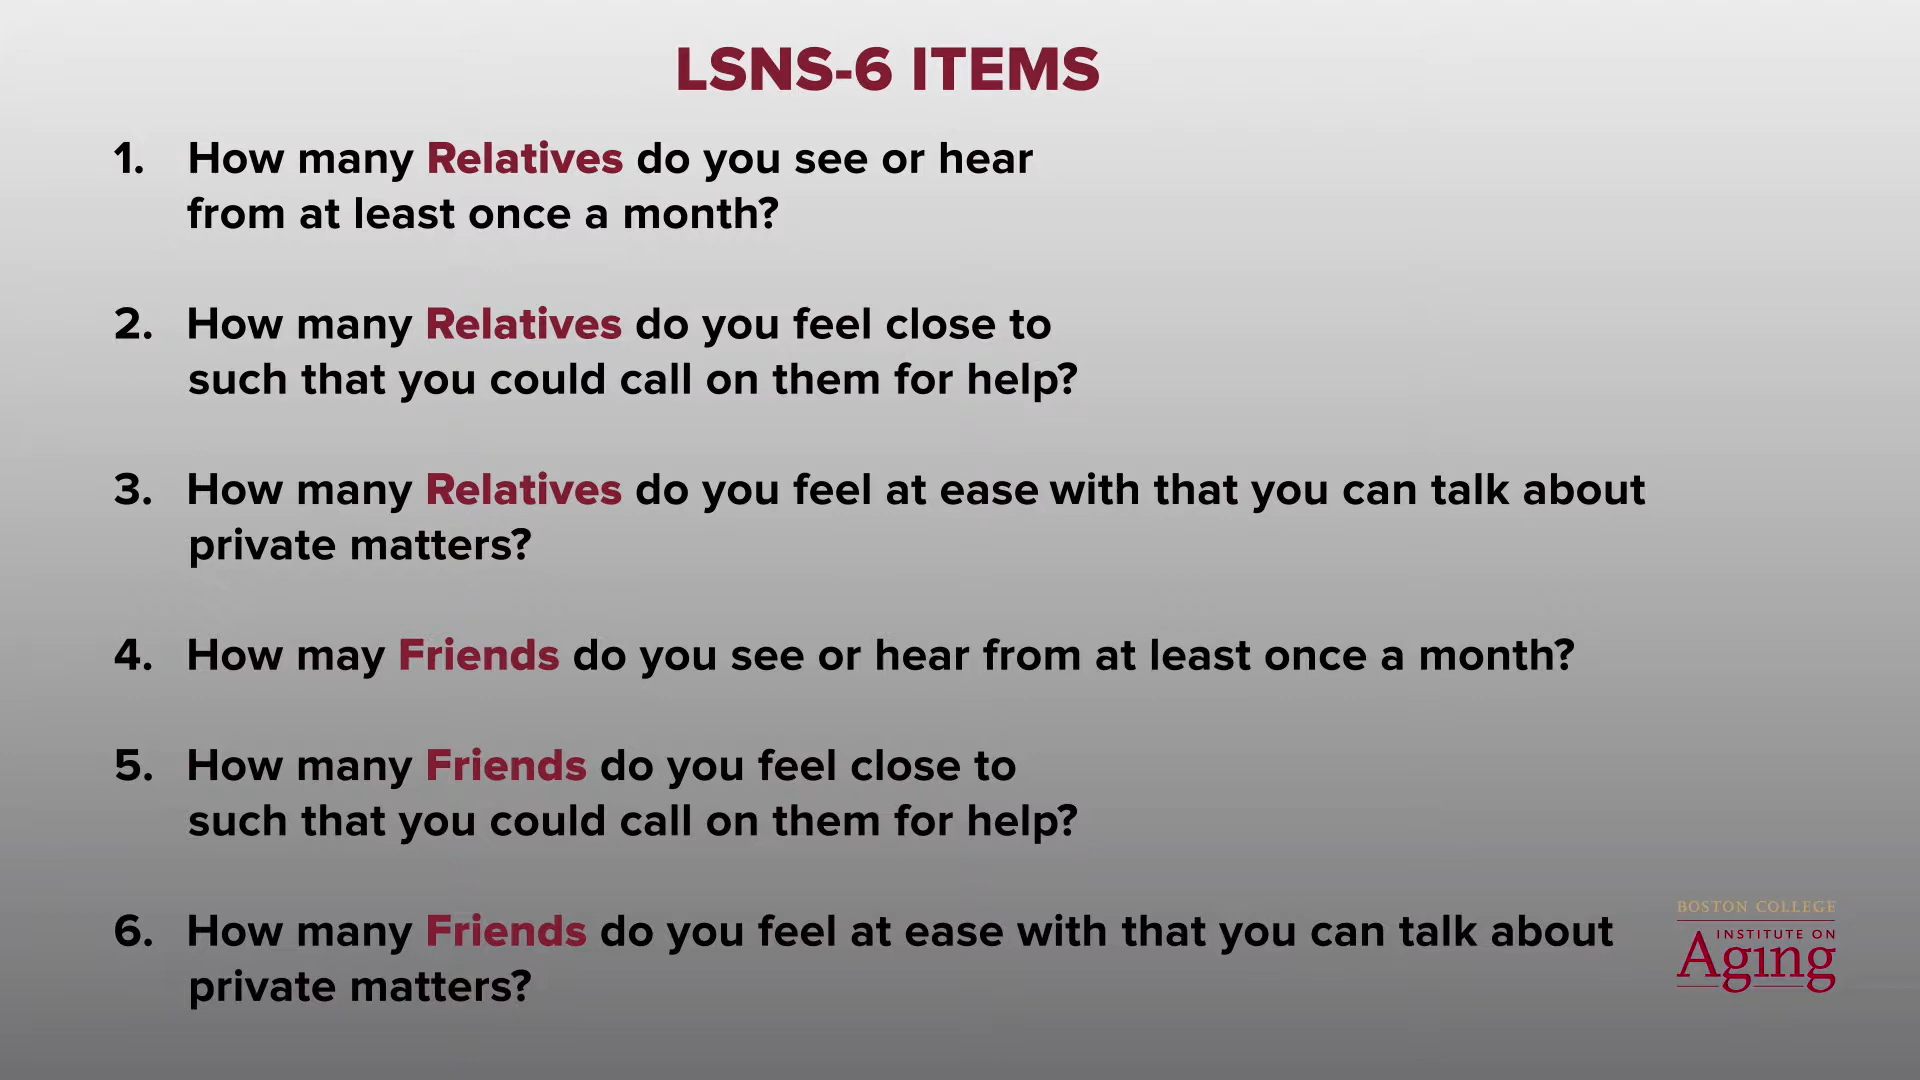 LSNS-6 ITEMS
1. How many Relatives do you see or hear
from at least once a month?
2. How many Relatives do you feel close to
such that you could call on them for help?
3. How many Relatives do you feel at ease with that you can talk about
private matters?
4. How may Friends do you see or hear from at least once a month?
5. How many Friends do you feel close to
such that you could call on them for help?
6. How many Friends do you feel at ease with that you can talk about
private matters?
BOSTON COLLEGE
INSTITUTE ON
Aging